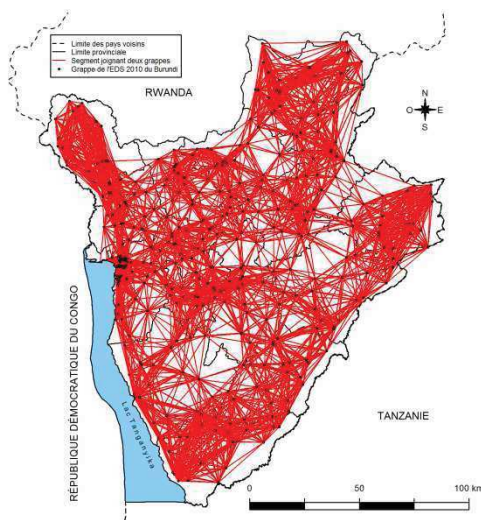 Limite des pays voisins
Limite provinciale
Segment joignant deux grappes
Grappe de l'EDS 2010 du Burundi
RWANDA
N
O E
S
RÉPUBLIQUE DÉMOCRATIQUE DU CONGO
Lac Tanganyika
TANZANIE
0 50 100 km